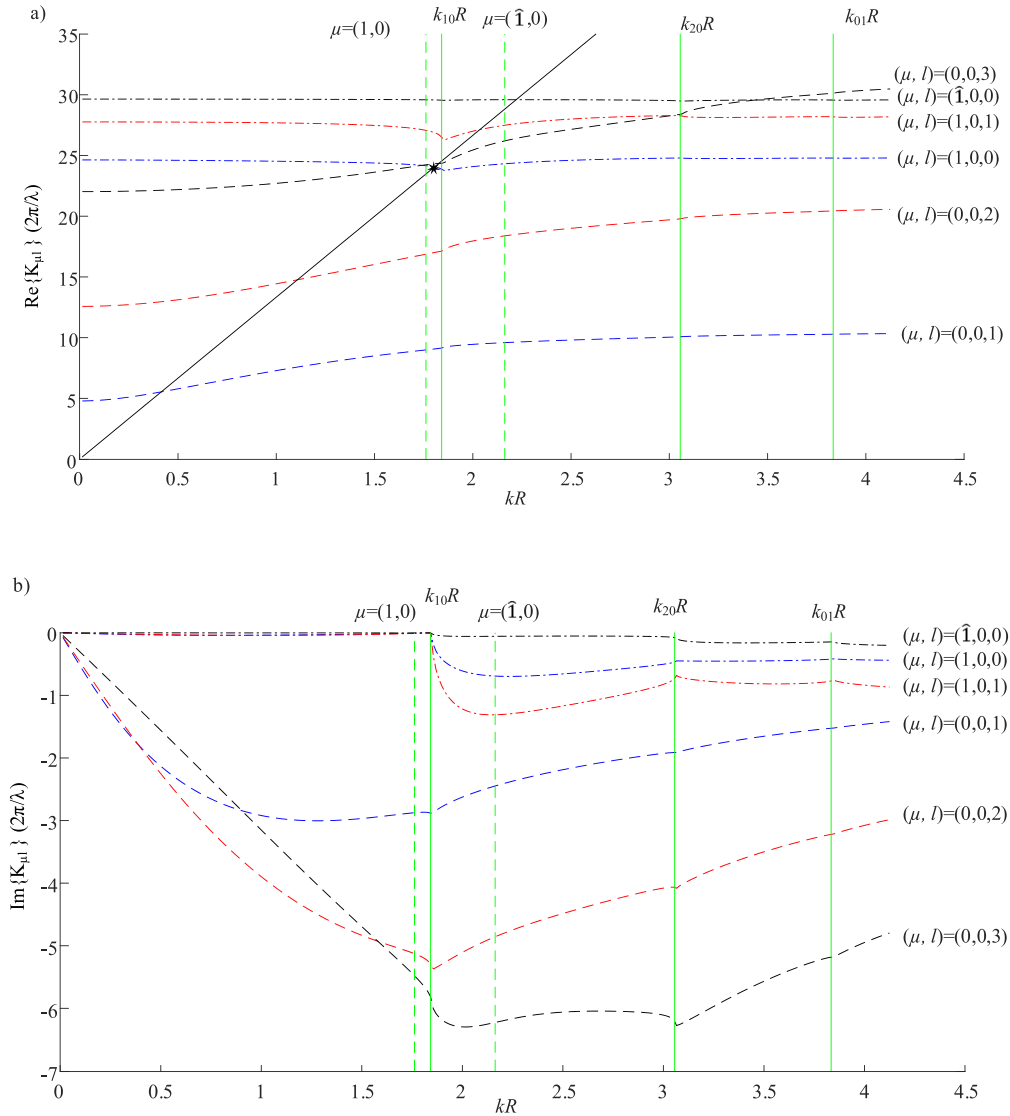 a)
μ=(1,0)
k₁₀R
μ=(1̂,0)
k₂₀R
k₀₁R
35
30
25
20
15
10
5
0
Re{K_μl} (2π/λ)
(μ, l)=(0,0,3)
(μ, l)=(1̂,0,0)
(μ, l)=(1,0,1)
(μ, l)=(1,0,0)
(μ, l)=(0,0,2)
(μ, l)=(0,0,1)
0 0.5 1 1.5 2 2.5 3 3.5 4 4.5
kR
b)
μ=(1,0)
k₁₀R
μ=(1̂,0)
k₂₀R
k₀₁R
0
-1
-2
-3
-4
-5
-6
-7
Im{K_μl} (2π/λ)
(μ, l)=(1̂,0,0)
(μ, l)=(1,0,0)
(μ, l)=(1,0,1)
(μ, l)=(0,0,1)
(μ, l)=(0,0,2)
(μ, l)=(0,0,3)
0 0.5 1 1.5 2 2.5 3 3.5 4 4.5
kR